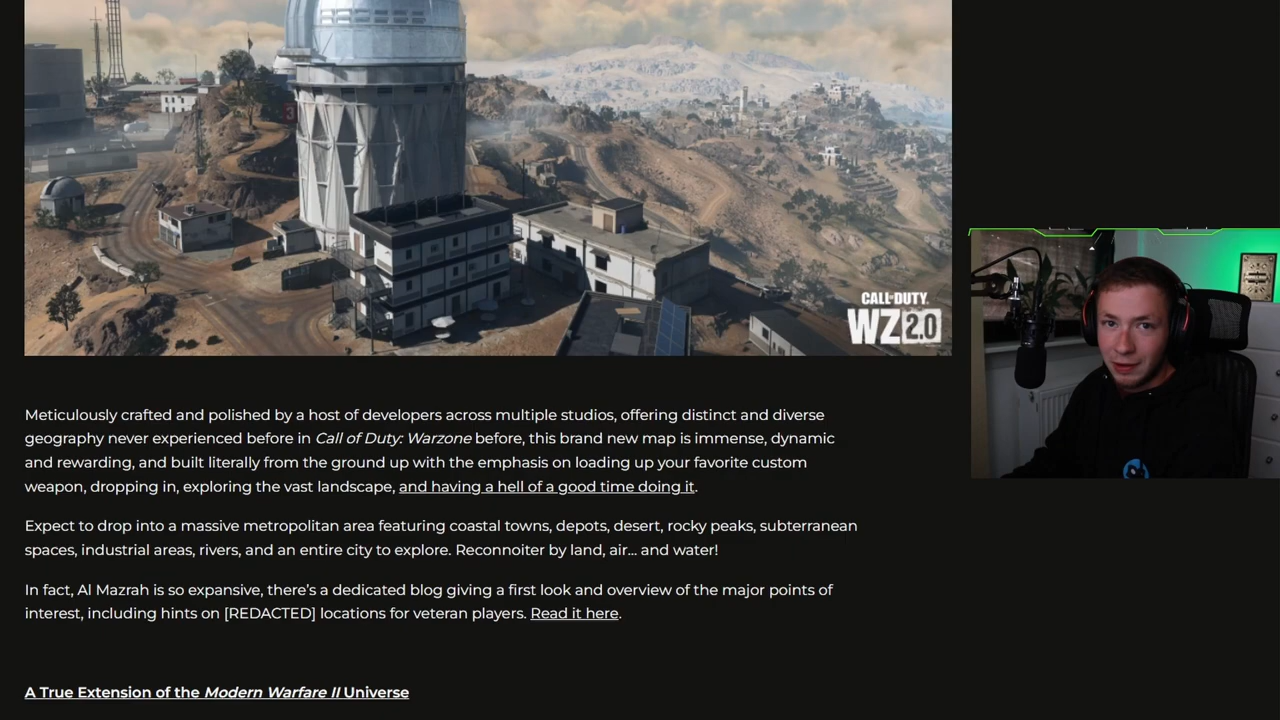 CALL OF DUTY.
WZ 2.0
Meticulously crafted and polished by a host of developers across multiple studios, offering distinct and diverse
geography never experienced before in Call of Duty: Warzone before, this brand new map is immense, dynamic
and rewarding, and built literally from the ground up with the emphasis on loading up your favorite custom
weapon, dropping in, exploring the vast landscape, and having a hell of a good time doing it.
Expect to drop into a massive metropolitan area featuring coastal towns, depots, desert, rocky peaks, subterranean
spaces, industrial areas, rivers, and an entire city to explore. Reconnoiter by land, air... and water!
In fact, Al Mazrah is so expansive, there's a dedicated blog giving a first look and overview of the major points of
interest, including hints on [REDACTED] locations for veteran players. Read it here.
A True Extension of the Modern Warfare II Universe